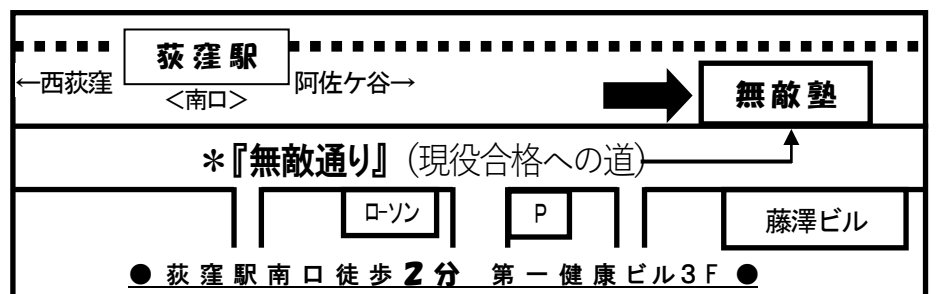 荻窪駅
←西荻窪
<南口>
阿佐ケ谷→
無敵塾
＊『無敵通り』（現役合格への道）
ローソン
P
藤澤ビル
● 荻窪駅南口徒歩2分 第一健康ビル3F ●